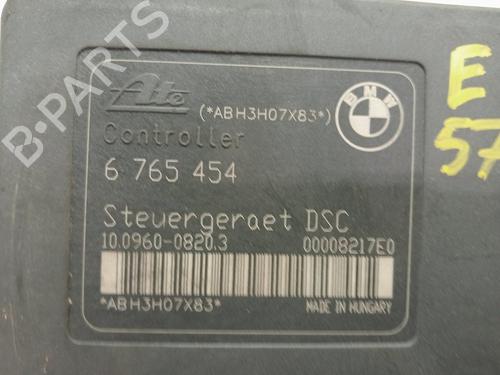 B-PARTS
Ate
(*ABH3H07X83*)
BMW
E
Controller
57
6 765 454
Steuergeraet DSC
10.0960-0820.3
00008217E0
*ABH3H07X83*
MADE IN HUNGARY